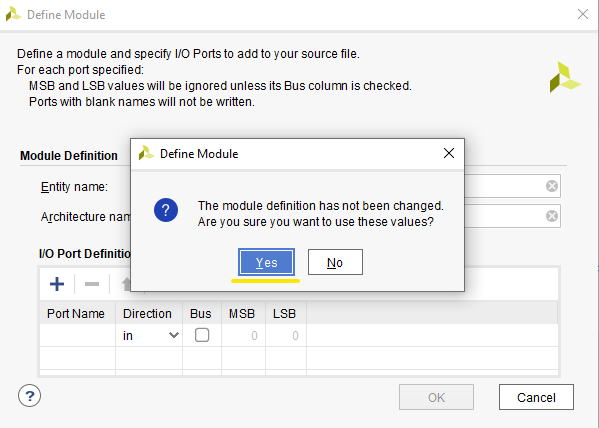 Define Module
Define a module and specify I/O Ports to add to your source file.
For each port specified:
MSB and LSB values will be ignored unless its Bus column is checked.
Ports with blank names will not be written.
Module Definition
Entity name:
Architecture nam
I/O Port Definitio
Define Module
?
The module definition has not been changed.
Are you sure you want to use these values?
Yes No
Port Name Direction Bus MSB LSB
in 0 0
? OK Cancel